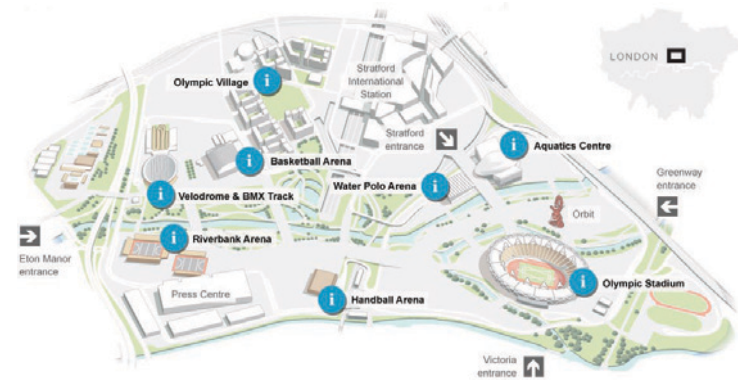 LONDON
Olympic Village
Stratford
International
Station
Stratford
entrance
Aquatics Centre
Basketball Arena
Water Polo Arena
Greenway
entrance
Velodrome & BMX Track
Orbit
Riverbank Arena
Eton Manor
entrance
Press Centre
Handball Arena
Olympic Stadium
Victoria
entrance